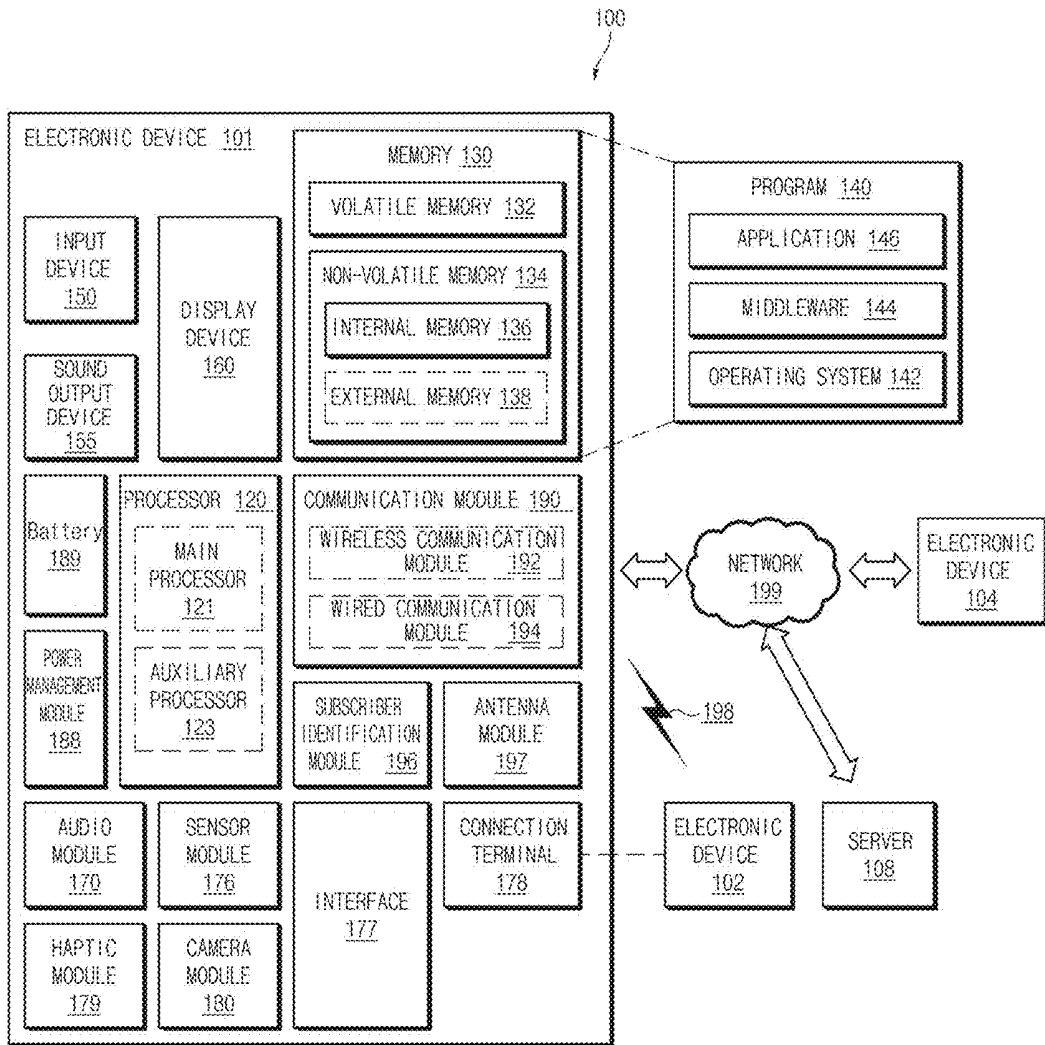 100
ELECTRONIC DEVICE 101
MEMORY 130
VOLATILE MEMORY 132
NON-VOLATILE MEMORY 134
INTERNAL MEMORY 136
EXTERNAL MEMORY 138
PROGRAM 140
APPLICATION 146
MIDDLEWARE 144
OPERATING SYSTEM 142
INPUT
DEVICE
150
DISPLAY
DEVICE
160
SOUND
OUTPUT
DEVICE
155
Battery
189
PROCESSOR 120
MAIN
PROCESSOR
121
AUXILIARY
PROCESSOR
123
POWER
MANAGEMENT
MODULE
188
COMMUNICATION MODULE 190
WIRELESS COMMUNICATION
MODULE 192
WIRED COMMUNICATION
MODULE 194
NETWORK
199
ELECTRONIC
DEVICE
104
SUBSCRIBER
IDENTIFICATION
MODULE 196
ANTENNA
MODULE
197
198
AUDIO
MODULE
170
SENSOR
MODULE
176
INTERFACE
177
CONNECTION
TERMINAL
178
ELECTRONIC
DEVICE
102
SERVER
108
HAPTIC
MODULE
179
CAMERA
MODULE
180